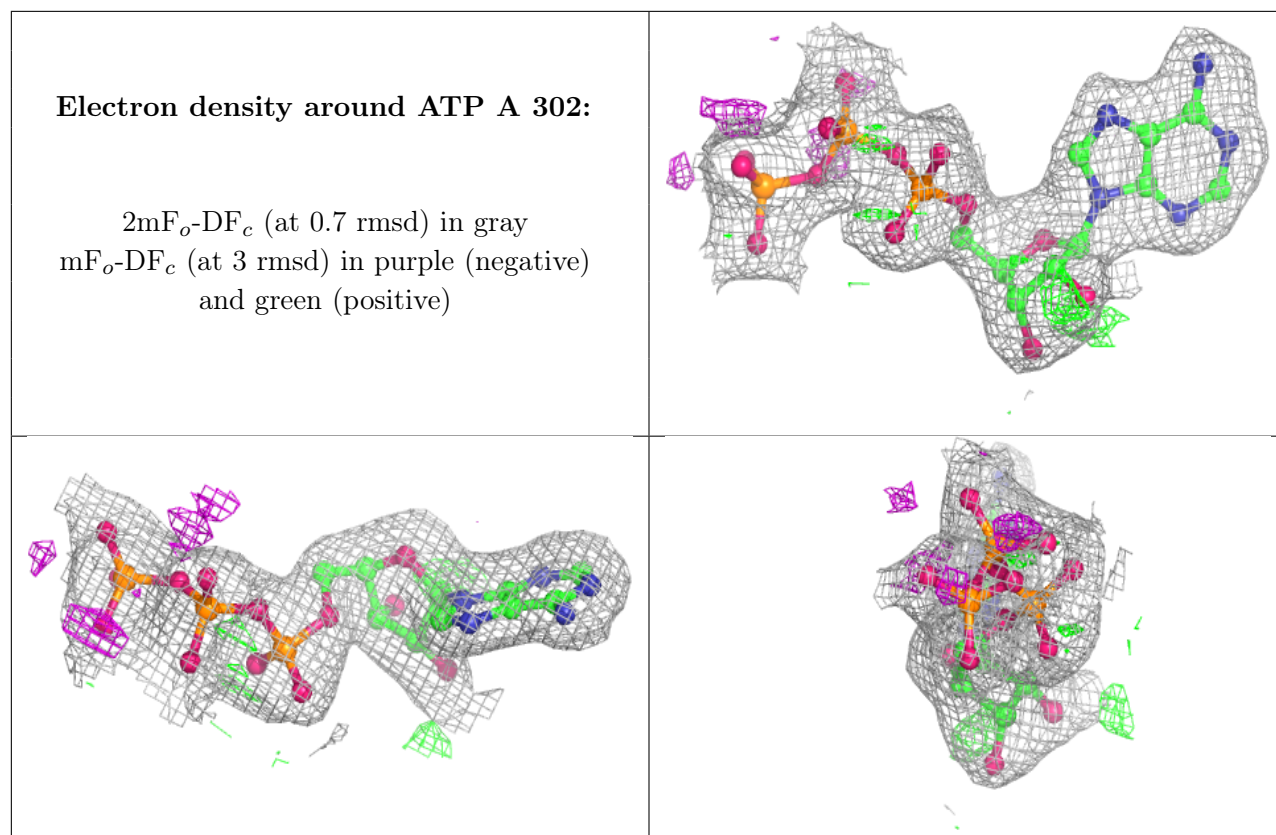 Electron density around ATP A 302:
2mFₒ-DF𝒸 (at 0.7 rmsd) in gray
mFₒ-DF𝒸 (at 3 rmsd) in purple (negative)
and green (positive)